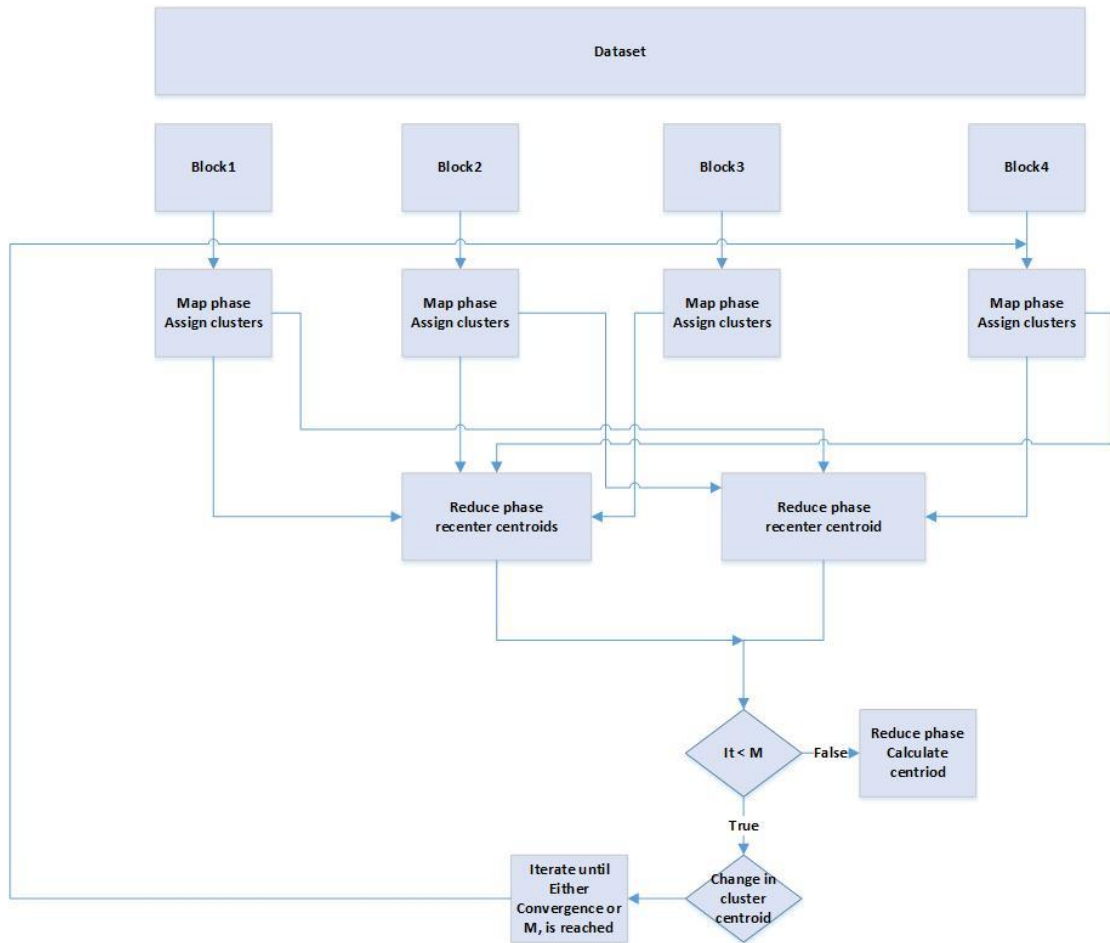 Dataset
Block1
Block2
Block3
Block4
Map phase
Assign clusters
Map phase
Assign clusters
Map phase
Assign clusters
Map phase
Assign clusters
Reduce phase
recenter centroids
Reduce phase
recenter centroid
It < M
False
Reduce phase
Calculate
centriod
True
Change in
cluster
centroid
Iterate until
Either
Convergence or
M, is reached